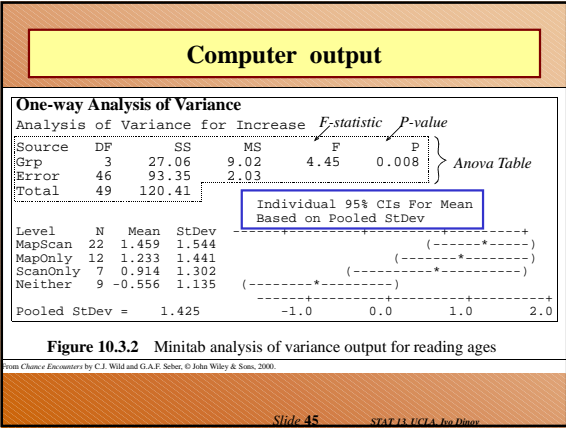 Computer output
One-way Analysis of Variance
Analysis of Variance for Increase F-statistic P-value
Source DF SS MS F P
Grp 3 27.06 9.02 4.45 0.008
Error 46 93.35 2.03
Total 49 120.41
Anova Table
Individual 95% CIs For Mean
Based on Pooled StDev
Level N Mean StDev -------+---------+---------+---------+
MapScan 22 1.459 1.544 (------*-----)
MapOnly 12 1.233 1.441 (-------*--------)
ScanOnly 7 0.914 1.302 (----------*----------)
Neither 9 -0.556 1.135 (--------*---------)
------+---------+---------+---------+
Pooled StDev = 1.425 -1.0 0.0 1.0 2.0
Figure 10.3.2 Minitab analysis of variance output for reading ages
From Chance Encounters by C.J. Wild and G.A.F. Seber, © John Wiley & Sons, 2000.
Slide 45 STAT 13, UCLA, Ivo Dinov